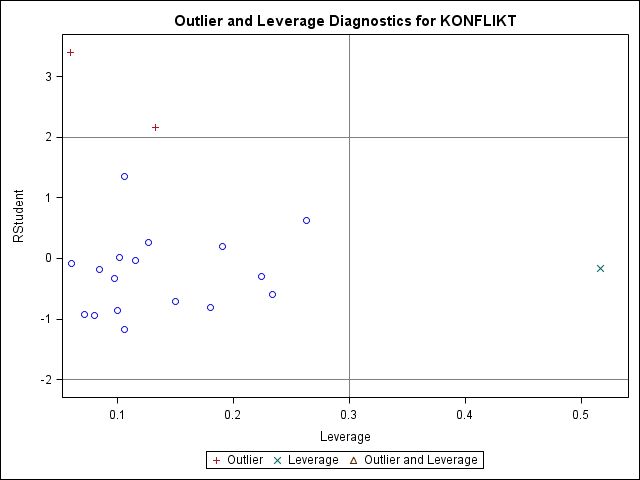 Outlier and Leverage Diagnostics for KONFLIKT
3
2
1
0
-1
-2
RStudent
0.1 0.2 0.3 0.4 0.5
Leverage
Outlier Leverage Outlier and Leverage